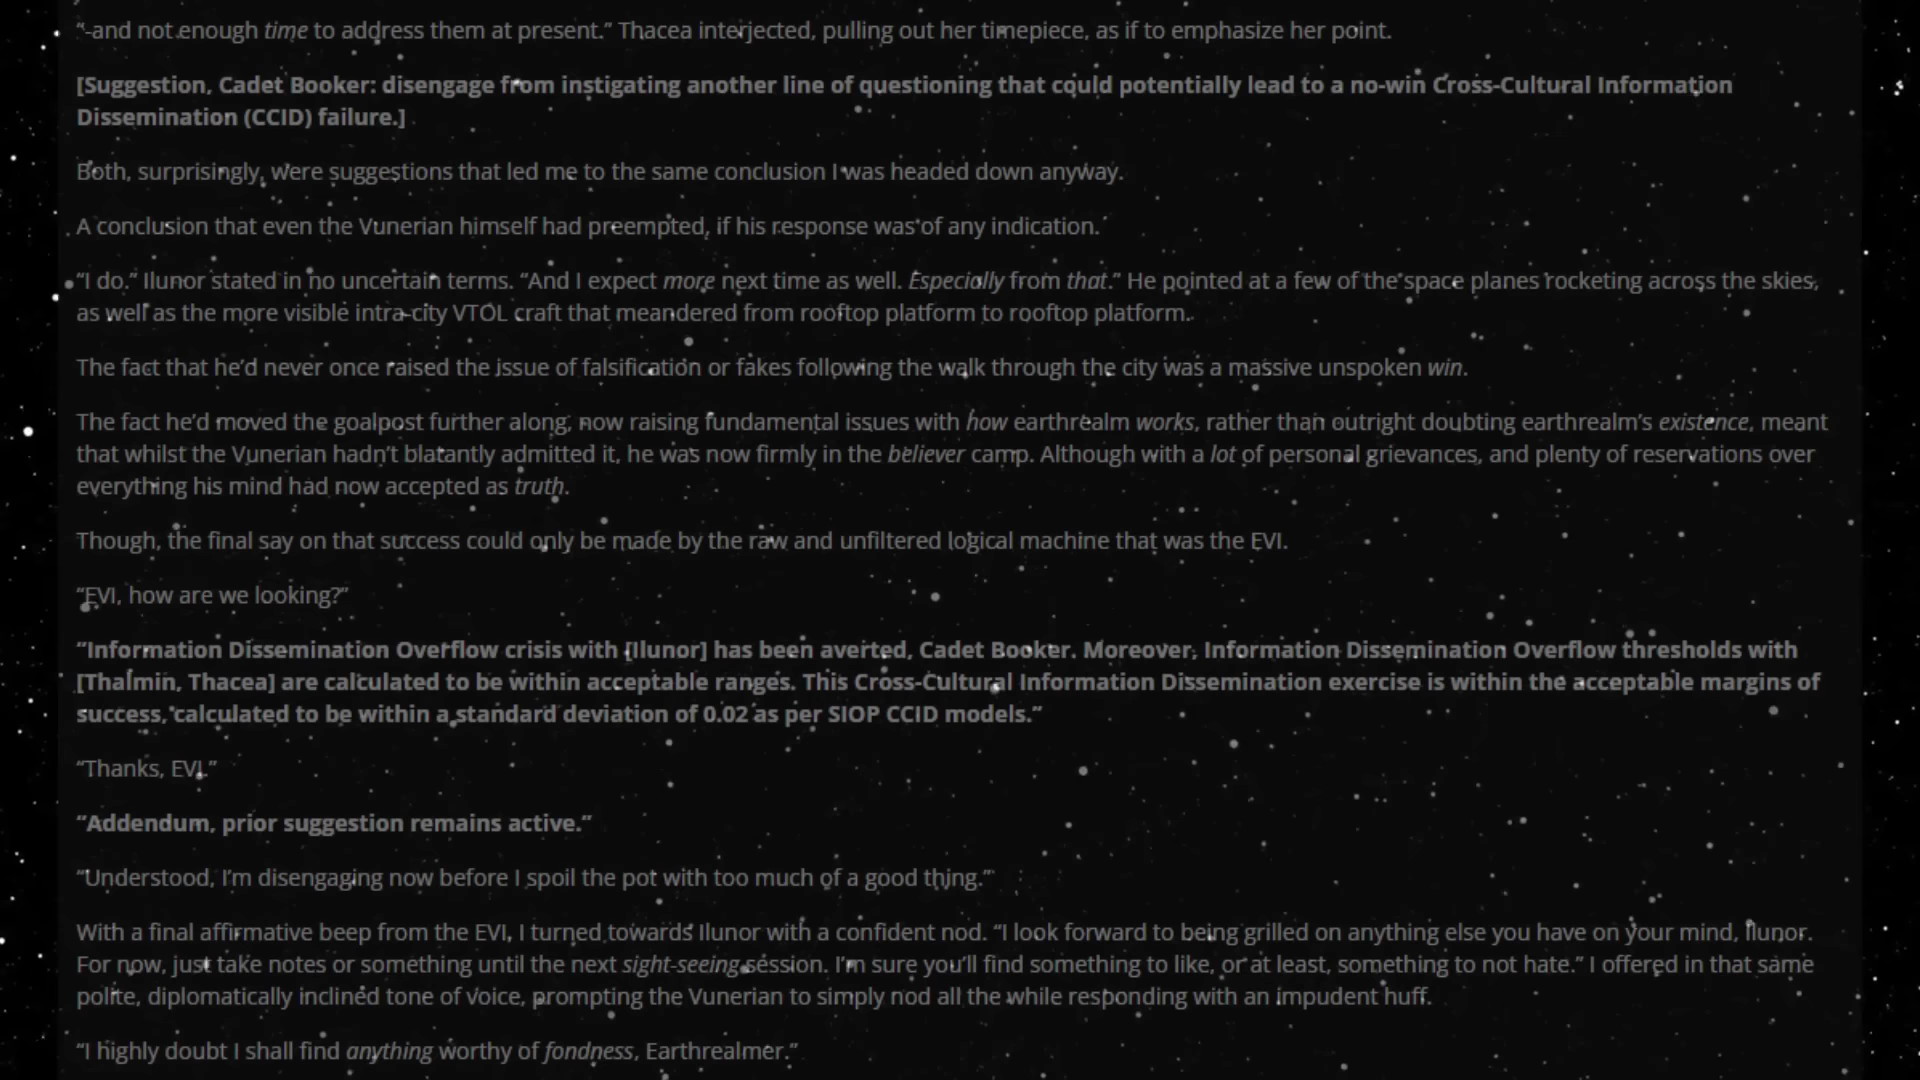 “-and not enough time to address them at present.” Thacea interjected, pulling out her timepiece, as if to emphasize her point.
[Suggestion, Cadet Booker: disengage from instigating another line of questioning that could potentially lead to a no-win Cross-Cultural Information
Dissemination (CCID) failure.]
Both, surprisingly, were suggestions that led me to the same conclusion I was headed down anyway.
A conclusion that even the Vunerian himself had preempted, if his response was of any indication.
“I do.“ Ilunor stated in no uncertain terms. “And I expect more next time as well. Especially from that.” He pointed at a few of the space planes rocketing across the skies,
as well as the more visible intra-city VTOL craft that meandered from rooftop platform to rooftop platform.
The fact that he’d never once raised the issue of falsification or fakes following the walk through the city was a massive unspoken win.
The fact he’d moved the goalpost further along, now raising fundamental issues with how earthrealm works, rather than outright doubting earthrealm’s existence, meant
that whilst the Vunerian hadn’t blatantly admitted it, he was now firmly in the believer camp. Although with a lot of personal grievances, and plenty of reservations over
everything his mind had now accepted as truth.
Though, the final say on that success could only be made by the raw and unfiltered logical machine that was the EVI.
“EVI, how are we looking?”
“Information Dissemination Overflow crisis with [Ilunor] has been averted, Cadet Booker. Moreover, Information Dissemination Overflow thresholds with
[Thalmin, Thacea] are calculated to be within acceptable ranges. This Cross-Cultural Information Dissemination exercise is within the acceptable margins of
success, calculated to be within a standard deviation of 0.02 as per SIOP CCID models.”
“Thanks, EVI.”
“Addendum, prior suggestion remains active.”
“Understood, I’m disengaging now before I spoil the pot with too much of a good thing.”
With a final affirmative beep from the EVI, I turned towards Ilunor with a confident nod. “I look forward to being grilled on anything else you have on your mind, Ilunor.
For now, just take notes or something until the next sight-seeing session. I’m sure you’ll find something to like, or at least, something to not hate.” I offered in that same
polite, diplomatically inclined tone of voice, prompting the Vunerian to simply nod all the while responding with an impudent huff.
“I highly doubt I shall find anything worthy of fondness, Earthrealmer.”